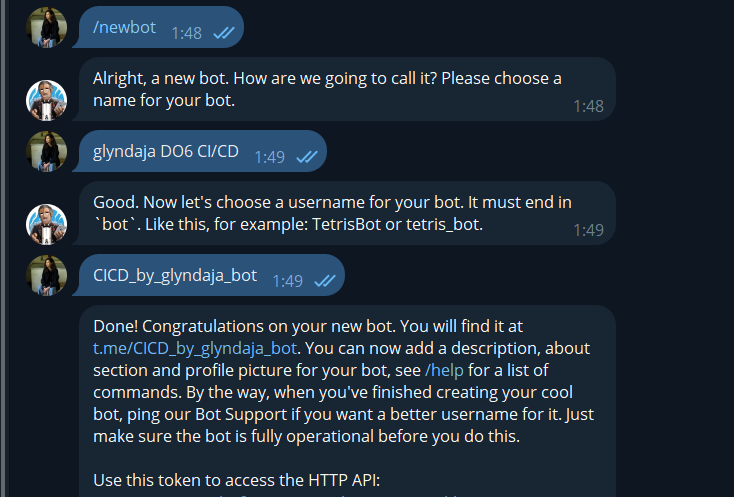 /newbot 1:48
Alright, a new bot. How are we going to call it? Please choose a
name for your bot.
1:48
glyndaja DO6 CI/CD 1:49
Good. Now let's choose a username for your bot. It must end in
`bot`. Like this, for example: TetrisBot or tetris_bot.
1:49
CICD_by_glyndaja_bot 1:49
Done! Congratulations on your new bot. You will find it at
t.me/CICD_by_glyndaja_bot. You can now add a description, about
section and profile picture for your bot, see /help for a list of
commands. By the way, when you've finished creating your cool
bot, ping our Bot Support if you want a better username for it. Just
make sure the bot is fully operational before you do this.
Use this token to access the HTTP API: